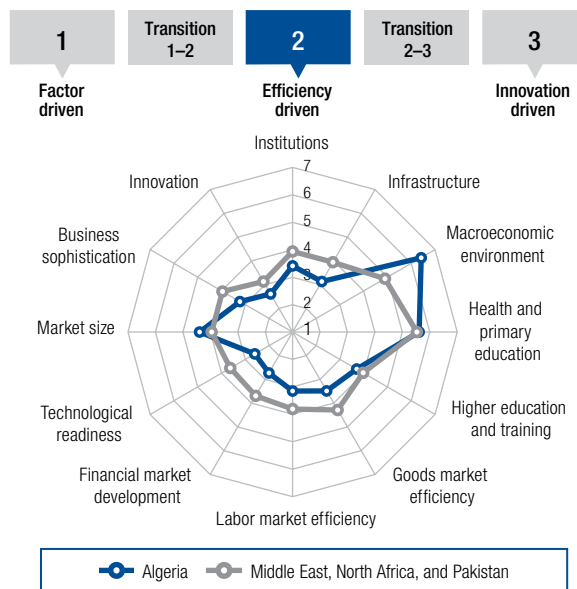 1
Transition
1–2
2
Transition
2–3
3
Factor
driven
Efficiency
driven
Innovation
driven
Institutions
7
Innovation
6
Infrastructure
5
Business
sophistication
4
Macroeconomic
environment
3
2
Market size
1
Health and
primary
education
Technological
readiness
Higher education
and training
Financial market
development
Goods market
efficiency
Labor market efficiency
Algeria
Middle East, North Africa, and Pakistan